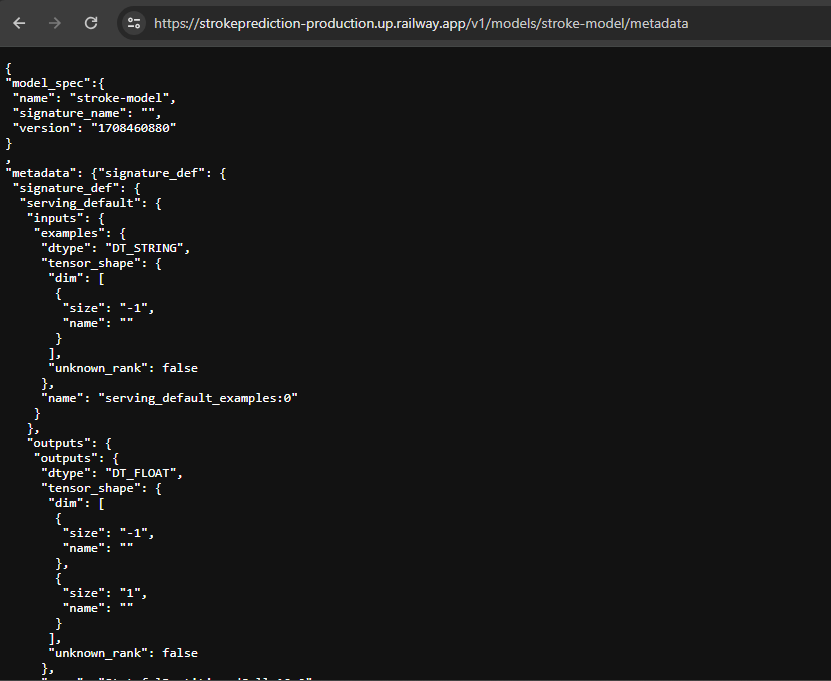 https://strokeprediction-production.up.railway.app/v1/models/stroke-model/metadata
{
"model_spec":{
 "name": "stroke-model",
 "signature_name": "",
 "version": "1708460880"
}
,
"metadata": {"signature_def": {
 "signature_def": {
  "serving_default": {
   "inputs": {
    "examples": {
     "dtype": "DT_STRING",
     "tensor_shape": {
      "dim": [
       {
        "size": "-1",
        "name": ""
       }
      ],
      "unknown_rank": false
     },
     "name": "serving_default_examples:0"
    }
   },
   "outputs": {
    "outputs": {
     "dtype": "DT_FLOAT",
     "tensor_shape": {
      "dim": [
       {
        "size": "-1",
        "name": ""
       },
       {
        "size": "1",
        "name": ""
       }
      ],
      "unknown_rank": false
     },